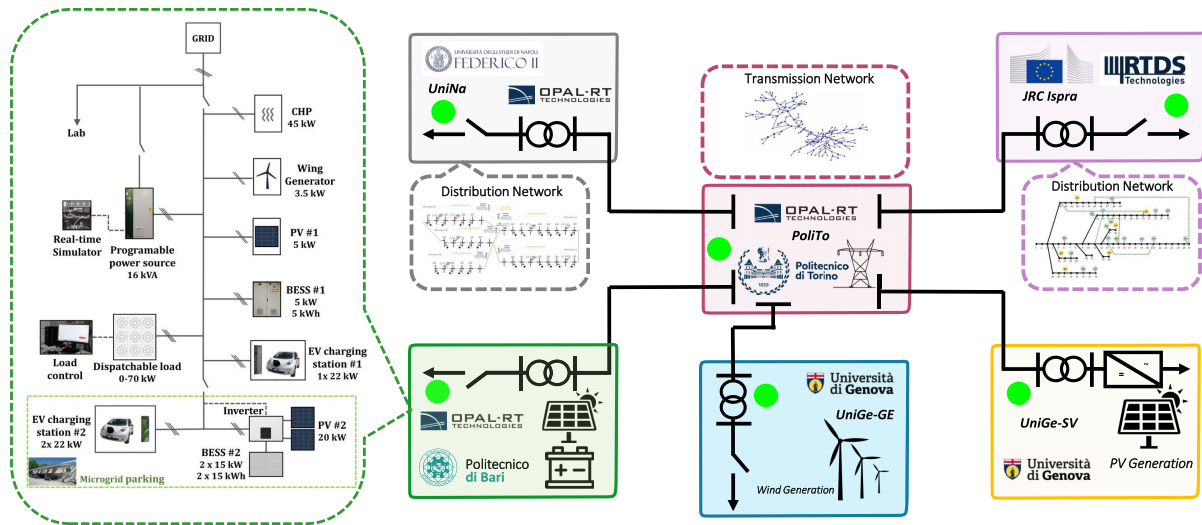 GRID
Lab
CHP
45 kW
Wing
Generator
3.5 kW
Real-time
Simulator
Programable
power source
16 kVA
PV #1
5 kW
BESS #1
5 kW
5 kWh
Load
control
Dispatchable load
0-70 kW
EV charging
station #1
1x 22 kW
EV charging
station #2
2x 22 kW
Inverter
PV #2
20 kW
BESS #2
2 x 15 kW
2 x 15 kWh
Microgrid parking
UNIVERSITÀ DEGLI STUDI DI NAPOLI
FEDERICO II
UniNa
OPAL-RT
TECHNOLOGIES
Distribution Network
Transmission Network
OPAL-RT
TECHNOLOGIES
PoliTo
1859
Politecnico
di Torino
JRC Ispra
RTDS
Technologies
Distribution Network
OPAL-RT
TECHNOLOGIES
Politecnico
di Bari
Università
di Genova
UniGe-GE
Wind Generation
= ~
UniGe-SV
Università
di Genova
PV Generation